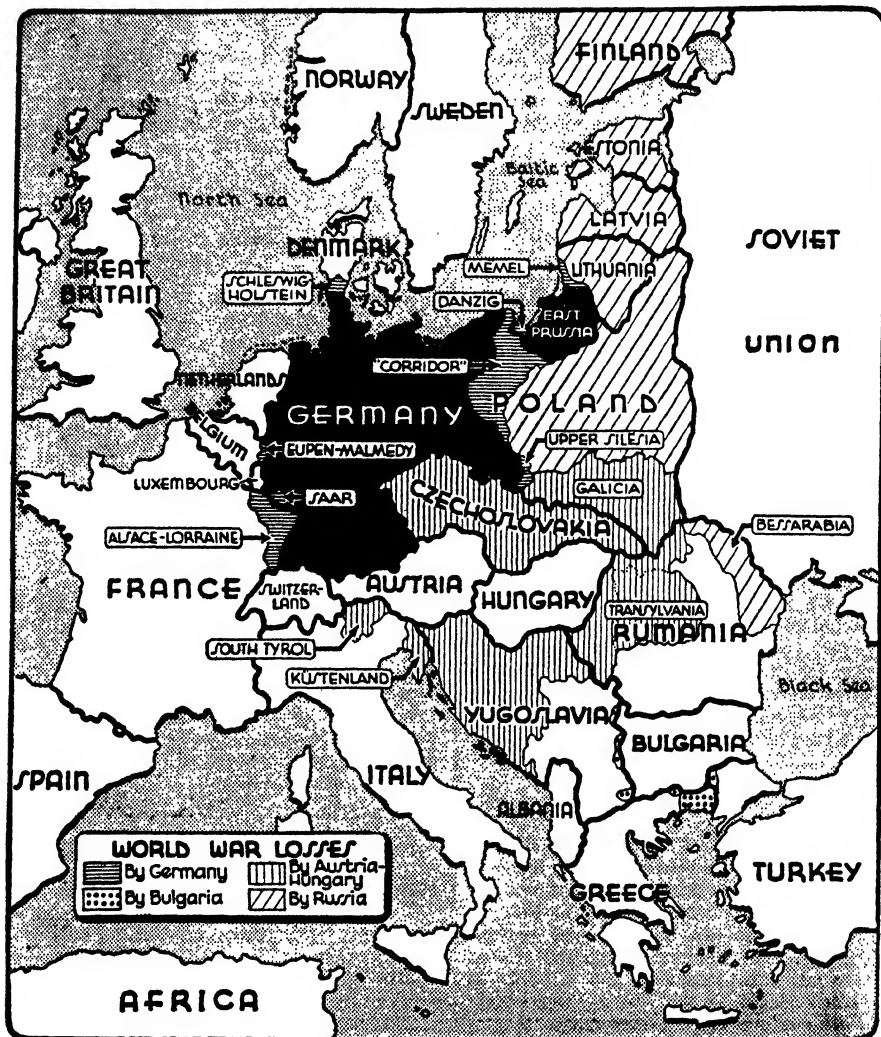 FINLAND
NORWAY
SWEDEN
ESTONIA
Baltic
Sea
North Sea
LATVIA
SOVIET
UNION
DENMARK
MEMEL
LITHUANIA
GREAT
BRITAIN
SCHLESWIG
HOLSTEIN
DANZIG
EAST
PRUSSIA
"CORRIDOR"
NETHERLANDS
GERMANY
POLAND
BELGIUM
UPPER SILESIA
EUPEN-MALMEDY
LUXEMBOURG
SAAR
GALICIA
CZECHOSLOVAKIA
BESSARABIA
ALSACE-LORRAINE
FRANCE
SWITZER-
LAND
AUSTRIA
HUNGARY
TRANSYLVANIA
RUMANIA
SOUTH TYROL
KÜSTENLAND
Black Sea
YUGOSLAVIA
BULGARIA
SPAIN
ITALY
ALBANIA
WORLD WAR LOSSES
By Germany
By Austria-
Hungary
By Bulgaria
By Russia
TURKEY
GREECE
AFRICA